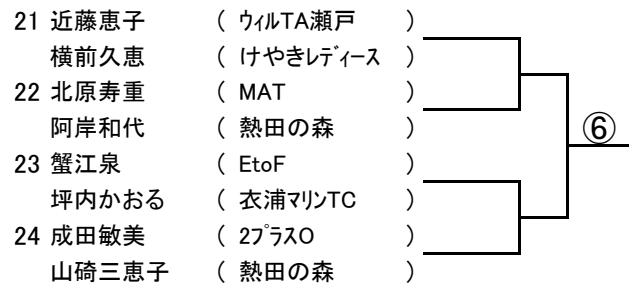 21 近藤恵子 ( ウィルTA瀬戸 )
横前久恵 ( けやきレディース )
22 北原寿重 ( MAT )
阿岸和代 ( 熱田の森 )
⑥
23 蟹江泉 ( EtoF )
坪内かおる ( 衣浦マリンTC )
24 成田敏美 ( 2プラスO )
山碕三恵子 ( 熱田の森 )